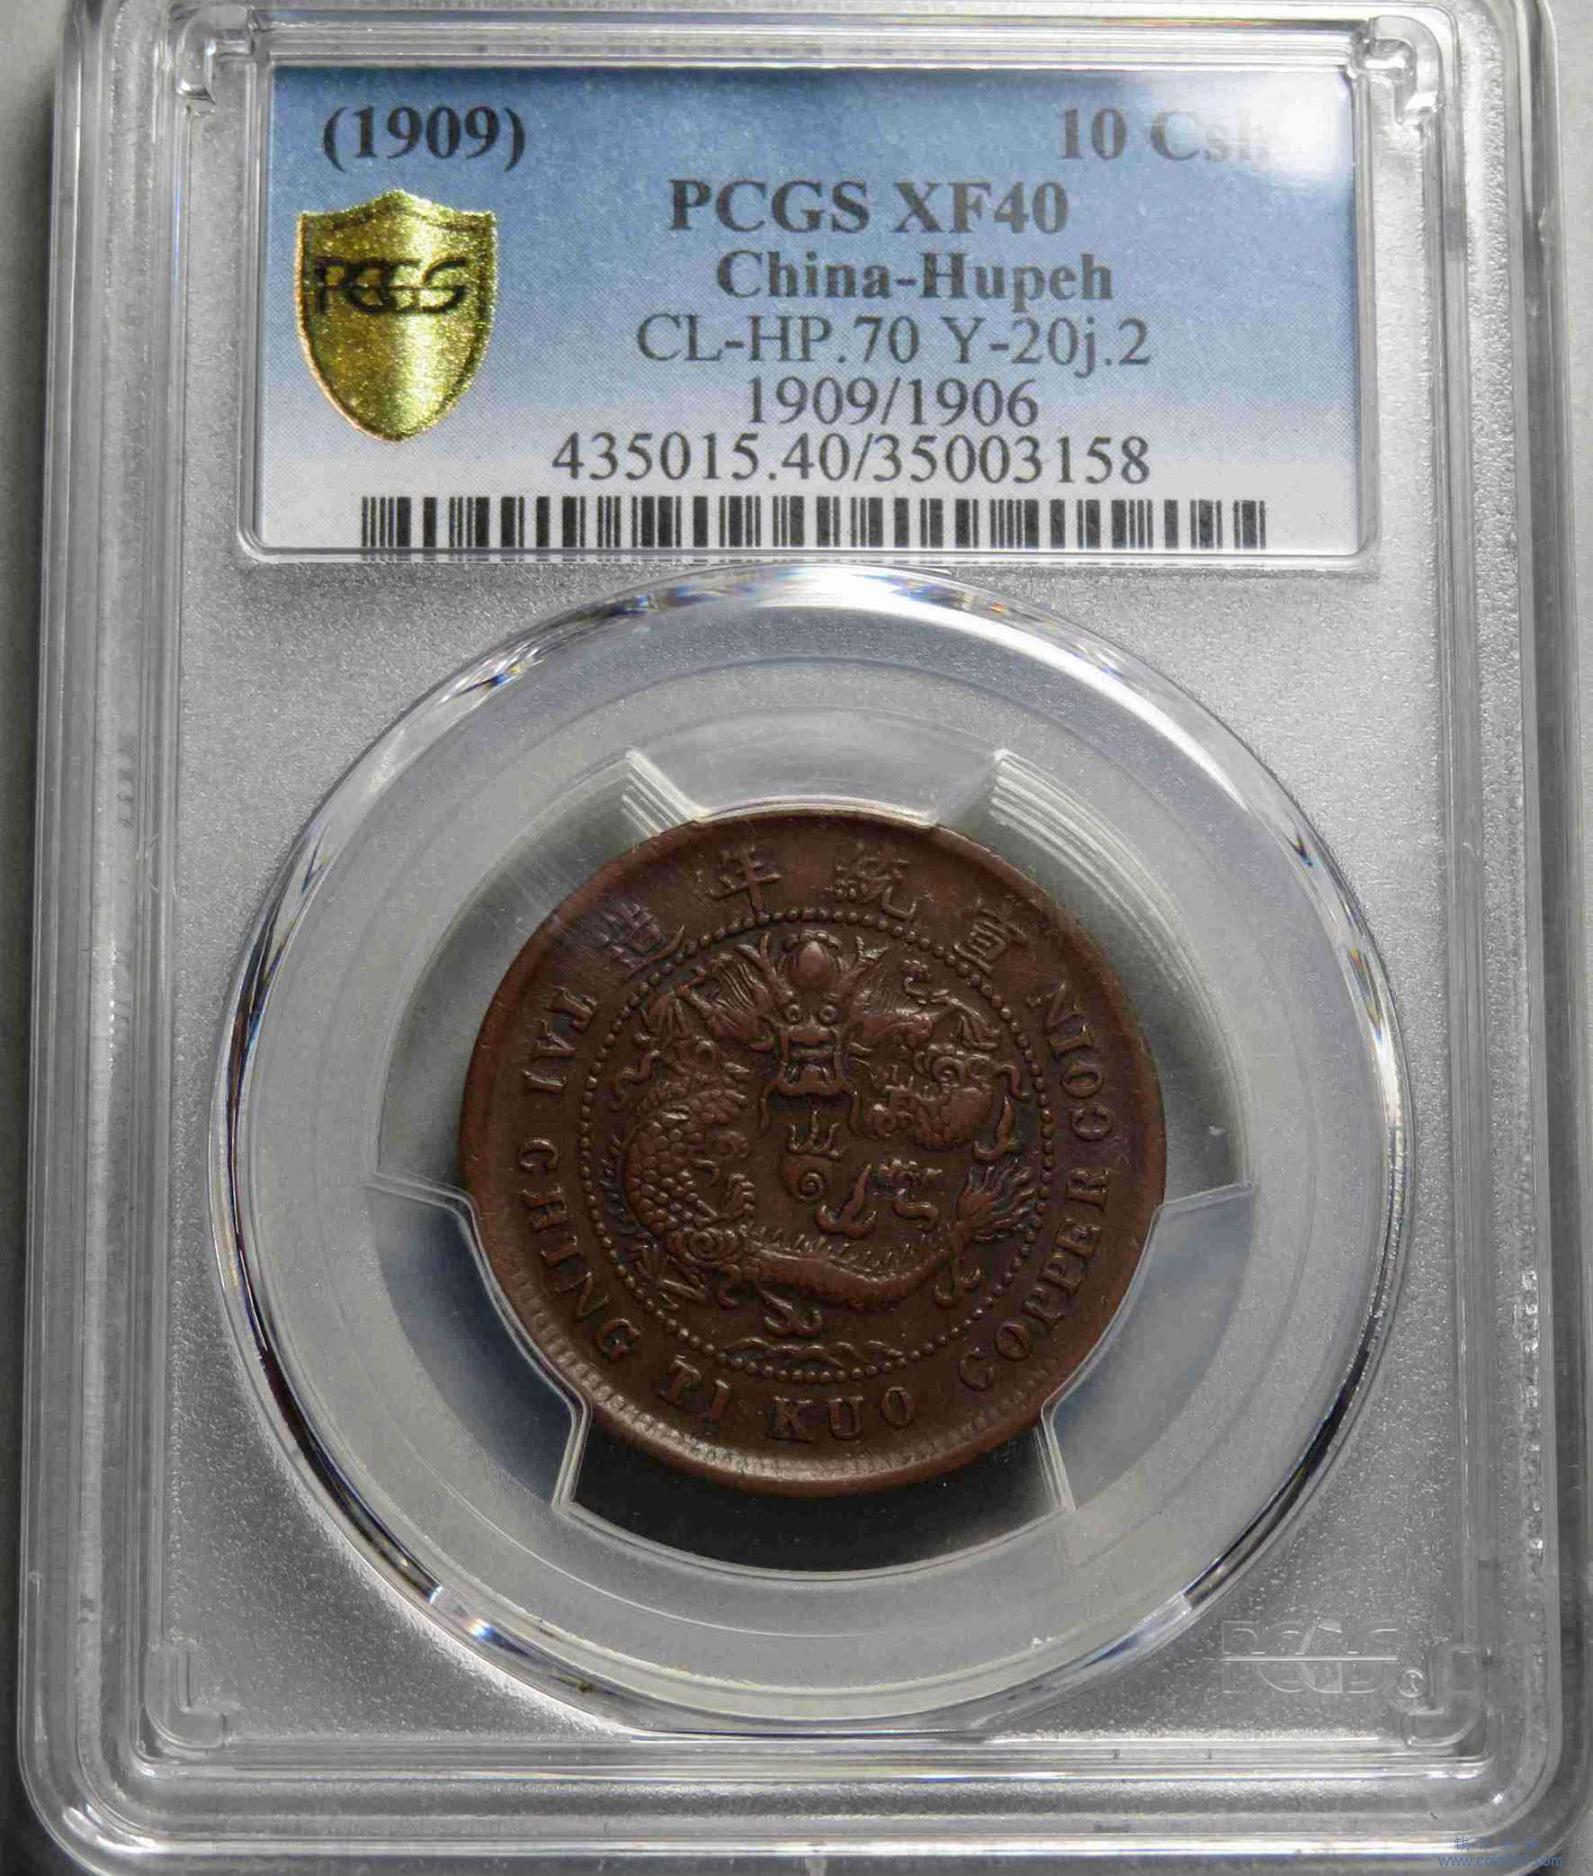 (1909) 10 Csh
PCGS XF40
China-Hupeh
CL-HP.70 Y-20j.2
1909/1906
435015.40/35003158
PCGS
造年統宣
TAI CHING TI KUO COPPER COIN
PCGS